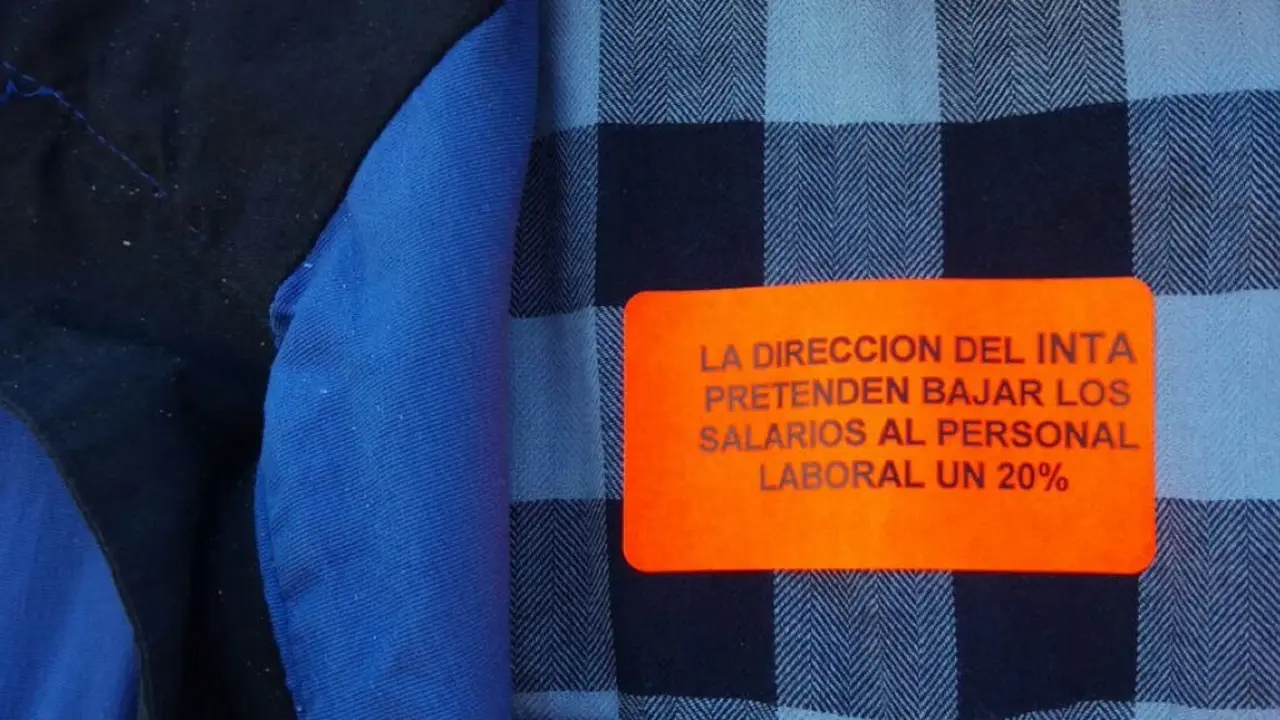 LA DIRECCION DEL INTA
PRETENDEN BAJAR LOS
SALARIOS AL PERSONAL
LABORAL UN 20%